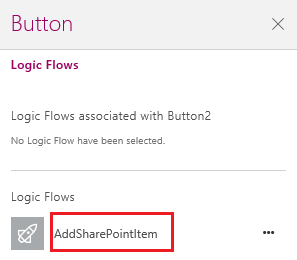 Button
Logic Flows
Logic Flows associated with Button2
No Logic Flow have been selected.
Logic Flows
AddSharePointItem